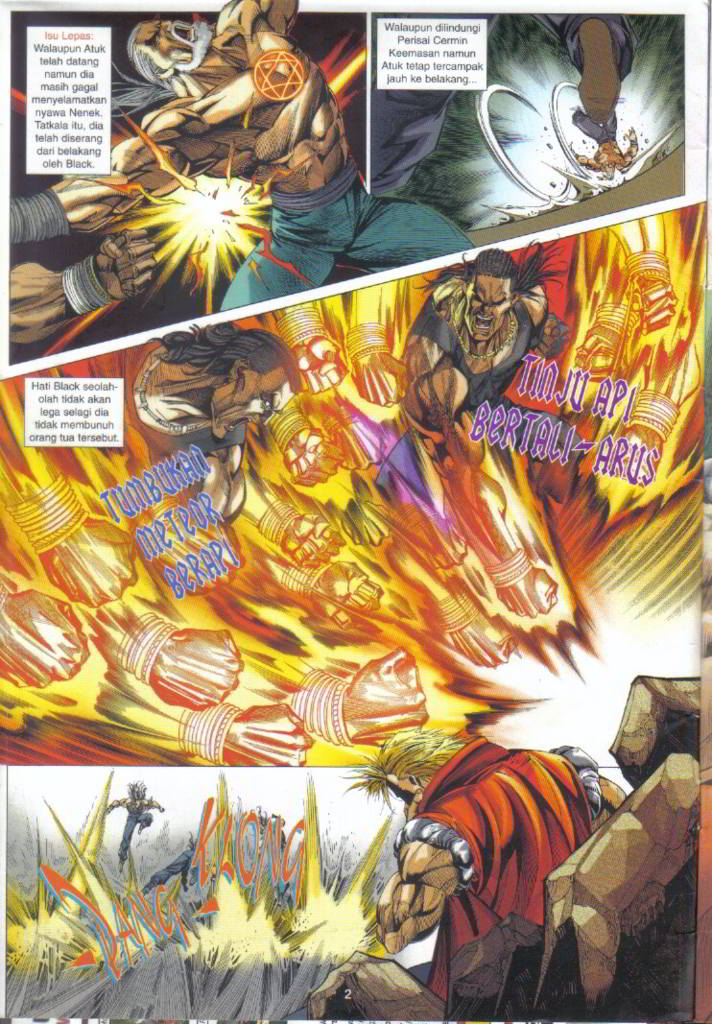 Isu Lepas:
Walaupun Atuk
telah datang
namun dia
masih gagal
menyelamatkan
nyawa Nenek.
Tatkala itu, dia
telah diserang
dari belakang
oleh Black.
Walaupun dilindungi
Perisai Cermin
Keemasan namun
Atuk tetap tercampak
jauh ke belakang...
Hati Black seolah-
olah tidak akan
lega selagi dia
tidak membunuh
orang tua tersebut.
TUMBUKAN
METEOR
BERAPI
TINJU API
BERTALI-ARUS
DANG
KLONG
2